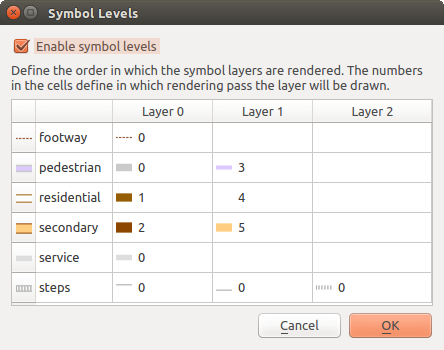 Symbol Levels
Enable symbol levels
Define the order in which the symbol layers are rendered. The numbers
in the cells define in which rendering pass the layer will be drawn.
Layer 0 Layer 1 Layer 2
footway 0
pedestrian 0 3
residential 1 4
secondary 2 5
service 0
steps 0 0 0
Cancel OK